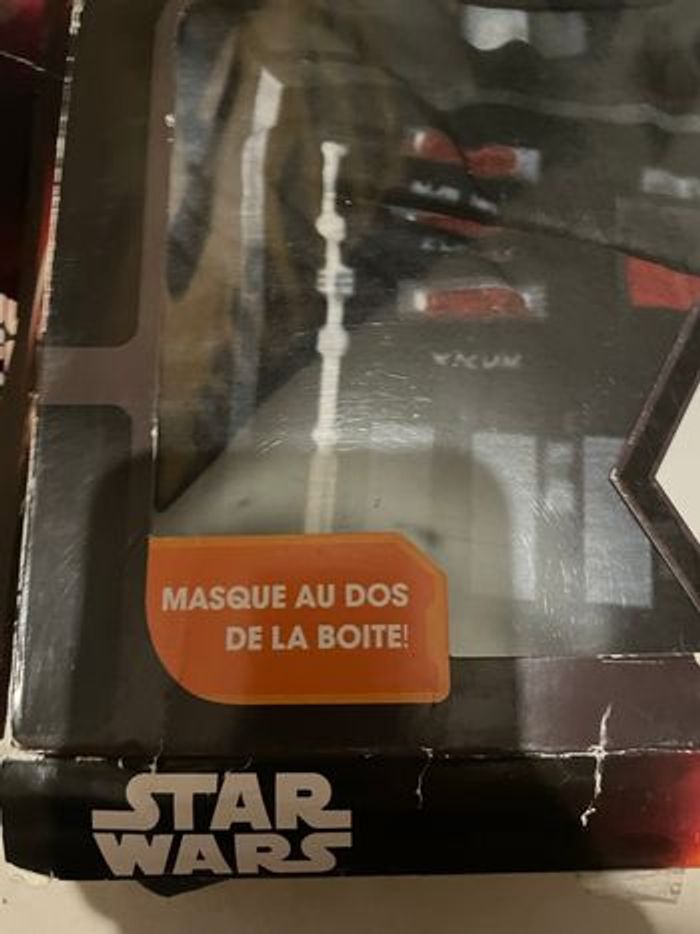 MASQUE AU DOS
DE LA BOITE!
STAR
WARS